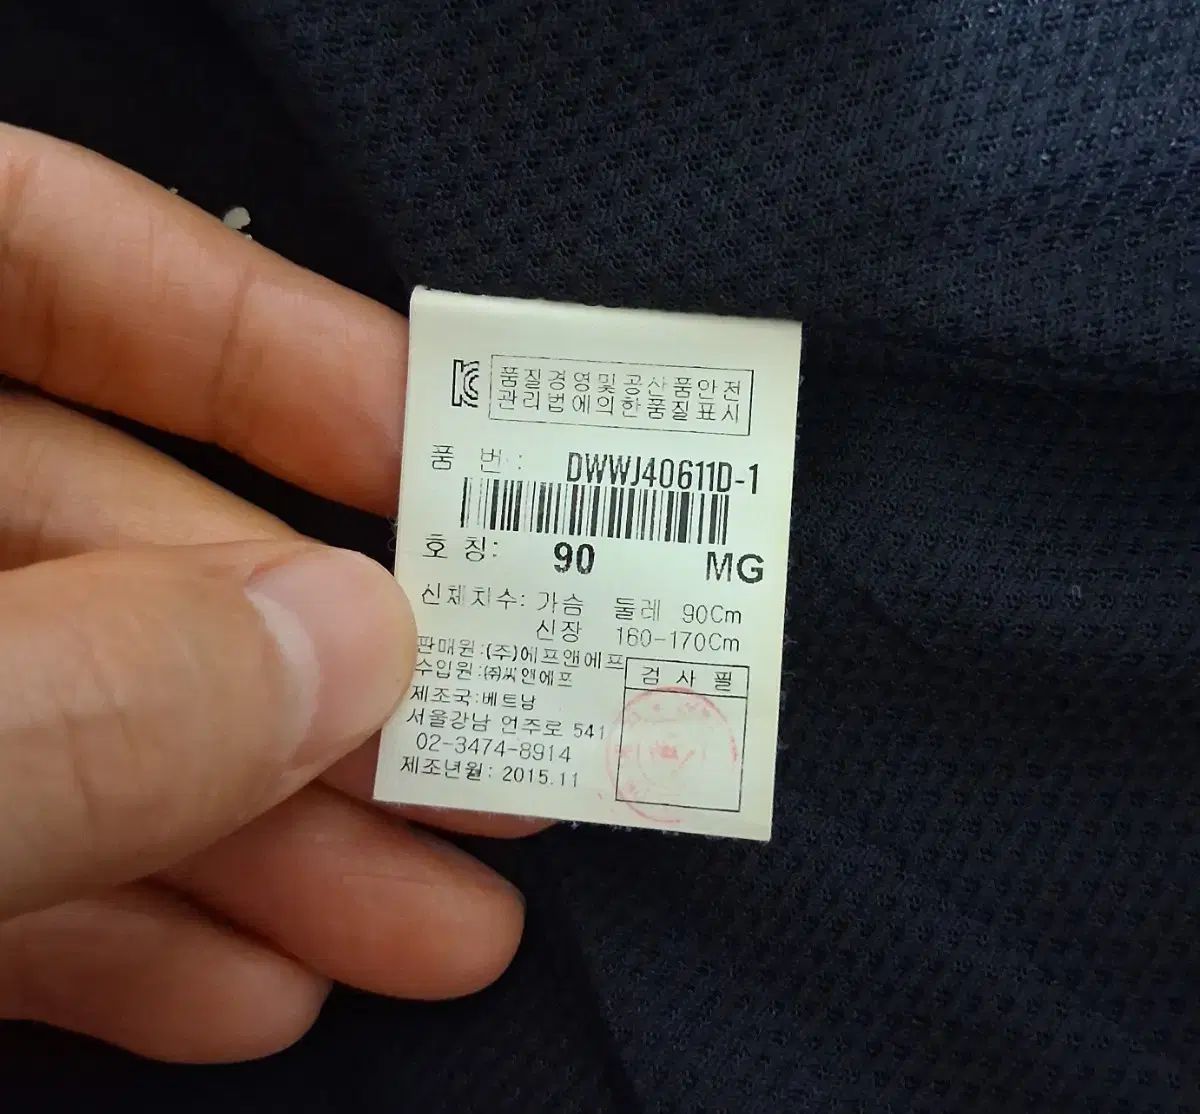 품질경영및공산품안전
관리법에의한품질표시
품 번: DWWJ40611D-1
호 칭: 90 MG
신체치수: 가슴 둘레 90Cm
신장 160-170Cm
판매원:(주)에프앤에프
수입원:㈜씨앤에프
검 사 필
제조국:베트남
서울강남 언주로 541
02-3474-8914
제조년월: 2015.11